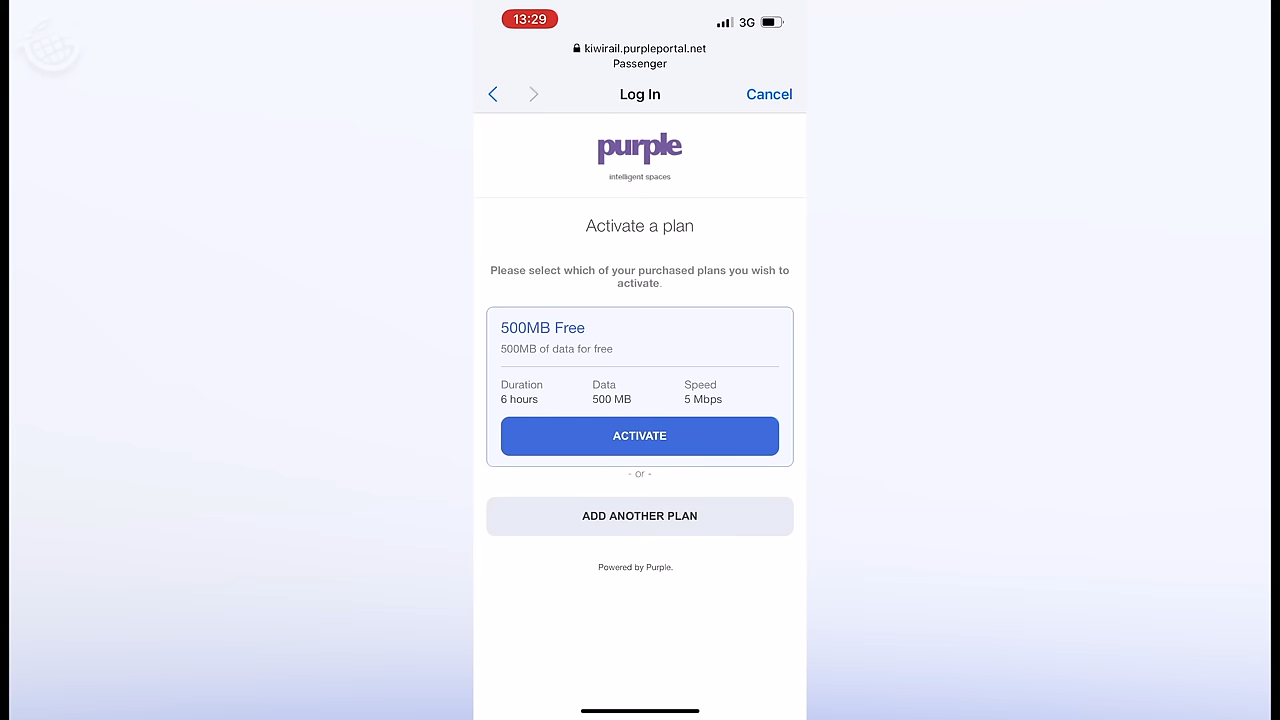 13:29
3G
kiwirail.purpleportal.net
Passenger
Log In
Cancel
purple
intelligent spaces
Activate a plan
Please select which of your purchased plans you wish to
activate.
500MB Free
500MB of data for free
Duration Data Speed
6 hours 500 MB 5 Mbps
ACTIVATE
- or -
ADD ANOTHER PLAN
Powered by Purple.